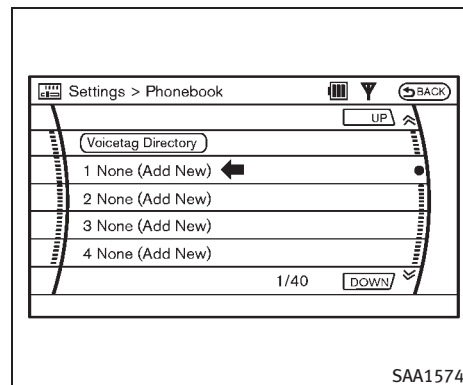 Settings > Phonebook
BACK
UP
Voicetag Directory
1 None (Add New)
2 None (Add New)
3 None (Add New)
4 None (Add New)
1/40
DOWN
SAA1574